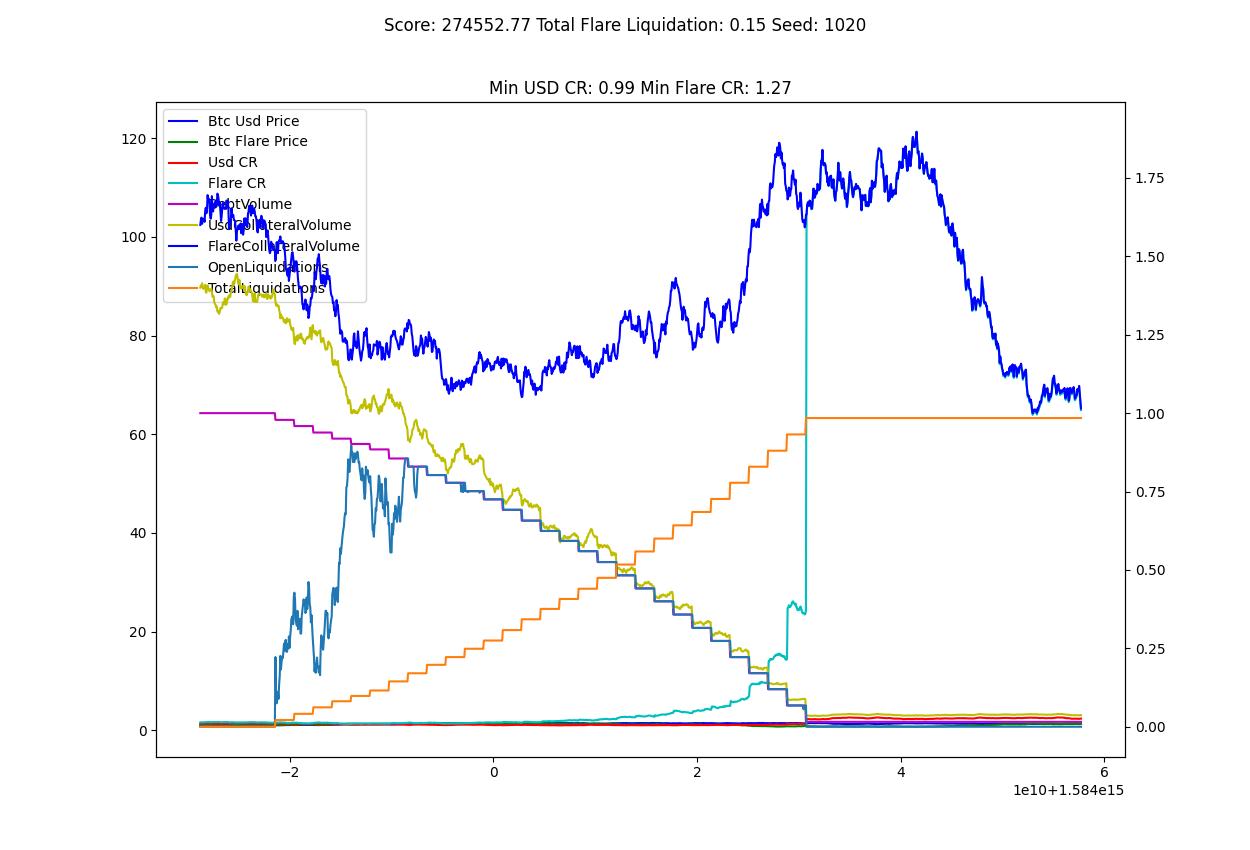 Score: 274552.77 Total Flare Liquidation: 0.15 Seed: 1020
Min USD CR: 0.99 Min Flare CR: 1.27
Btc Usd Price
Btc Flare Price
Usd CR
Flare CR
DebtVolume
UsdCollateralVolume
FlareCollateralVolume
OpenLiquidations
TotalLiquidations
120
100
80
60
40
20
0
1.75
1.50
1.25
1.00
0.75
0.50
0.25
0.00
−2
0
2
4
6
1e10+1.584e15